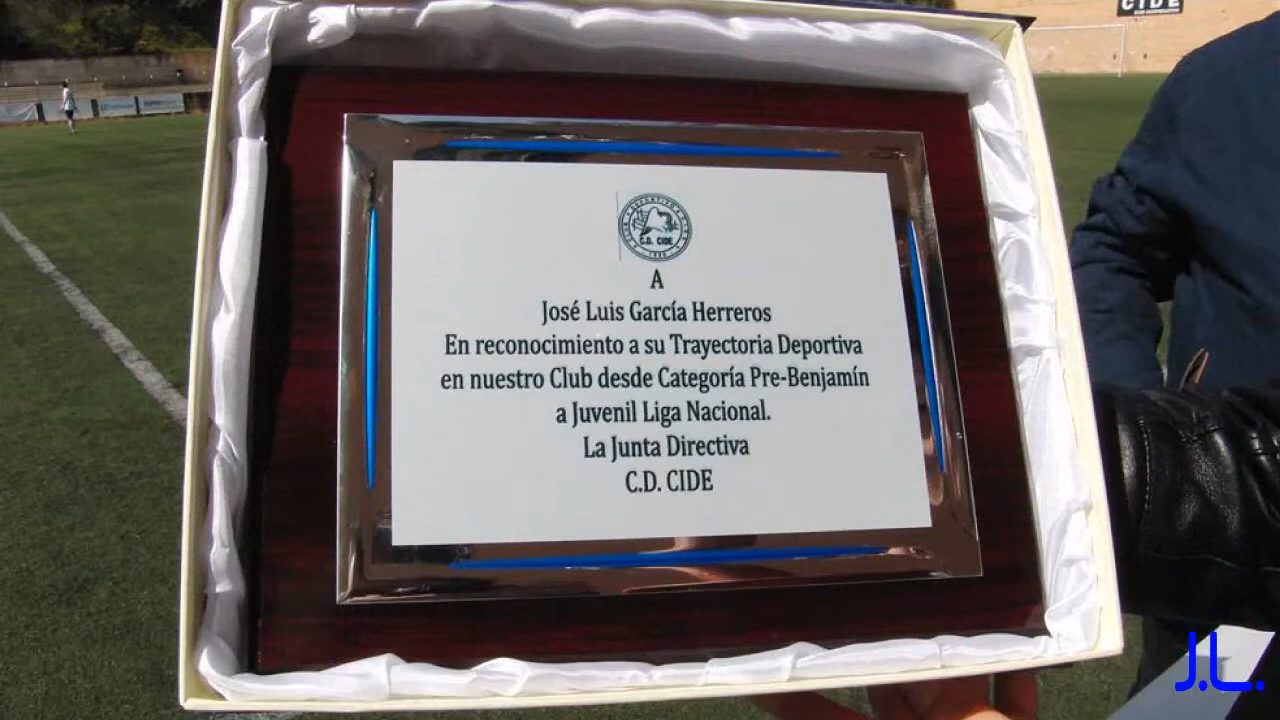 CIDE
C.D. CIDE
A
José Luis García Herreros
En reconocimiento a su Trayectoria Deportiva
en nuestro Club desde Categoría Pre-Benjamín
a Juvenil Liga Nacional.
La Junta Directiva
C.D. CIDE
J.L.